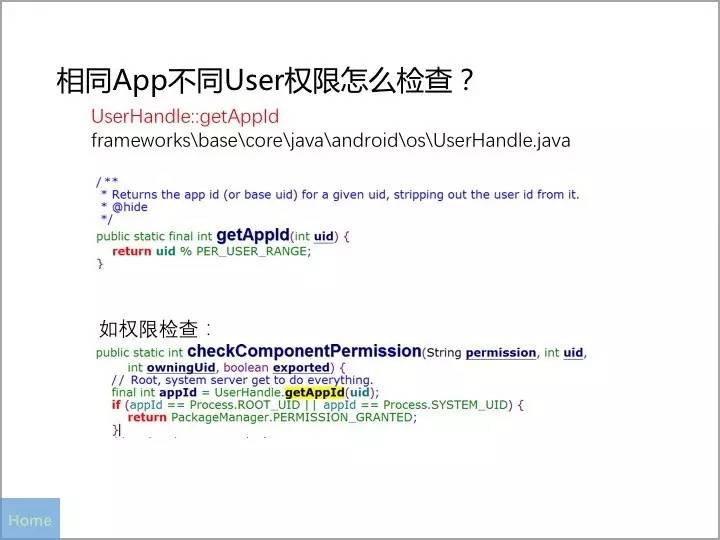 相同App不同User权限怎么检查？
UserHandle::getAppId
frameworks\base\core\java\android\os\UserHandle.java
/**
* Returns the app id (or base uid) for a given uid, stripping out the user id from it.
* @hide
*/
public static final int getAppId(int uid) {
return uid % PER_USER_RANGE;
}
如权限检查：
public static int checkComponentPermission(String permission, int uid,
int owningUid, boolean exported) {
// Root, system server get to do everything.
final int appId = UserHandle.getAppId(uid);
if (appId == Process.ROOT_UID || appId == Process.SYSTEM_UID) {
return PackageManager.PERMISSION_GRANTED;
}
Home